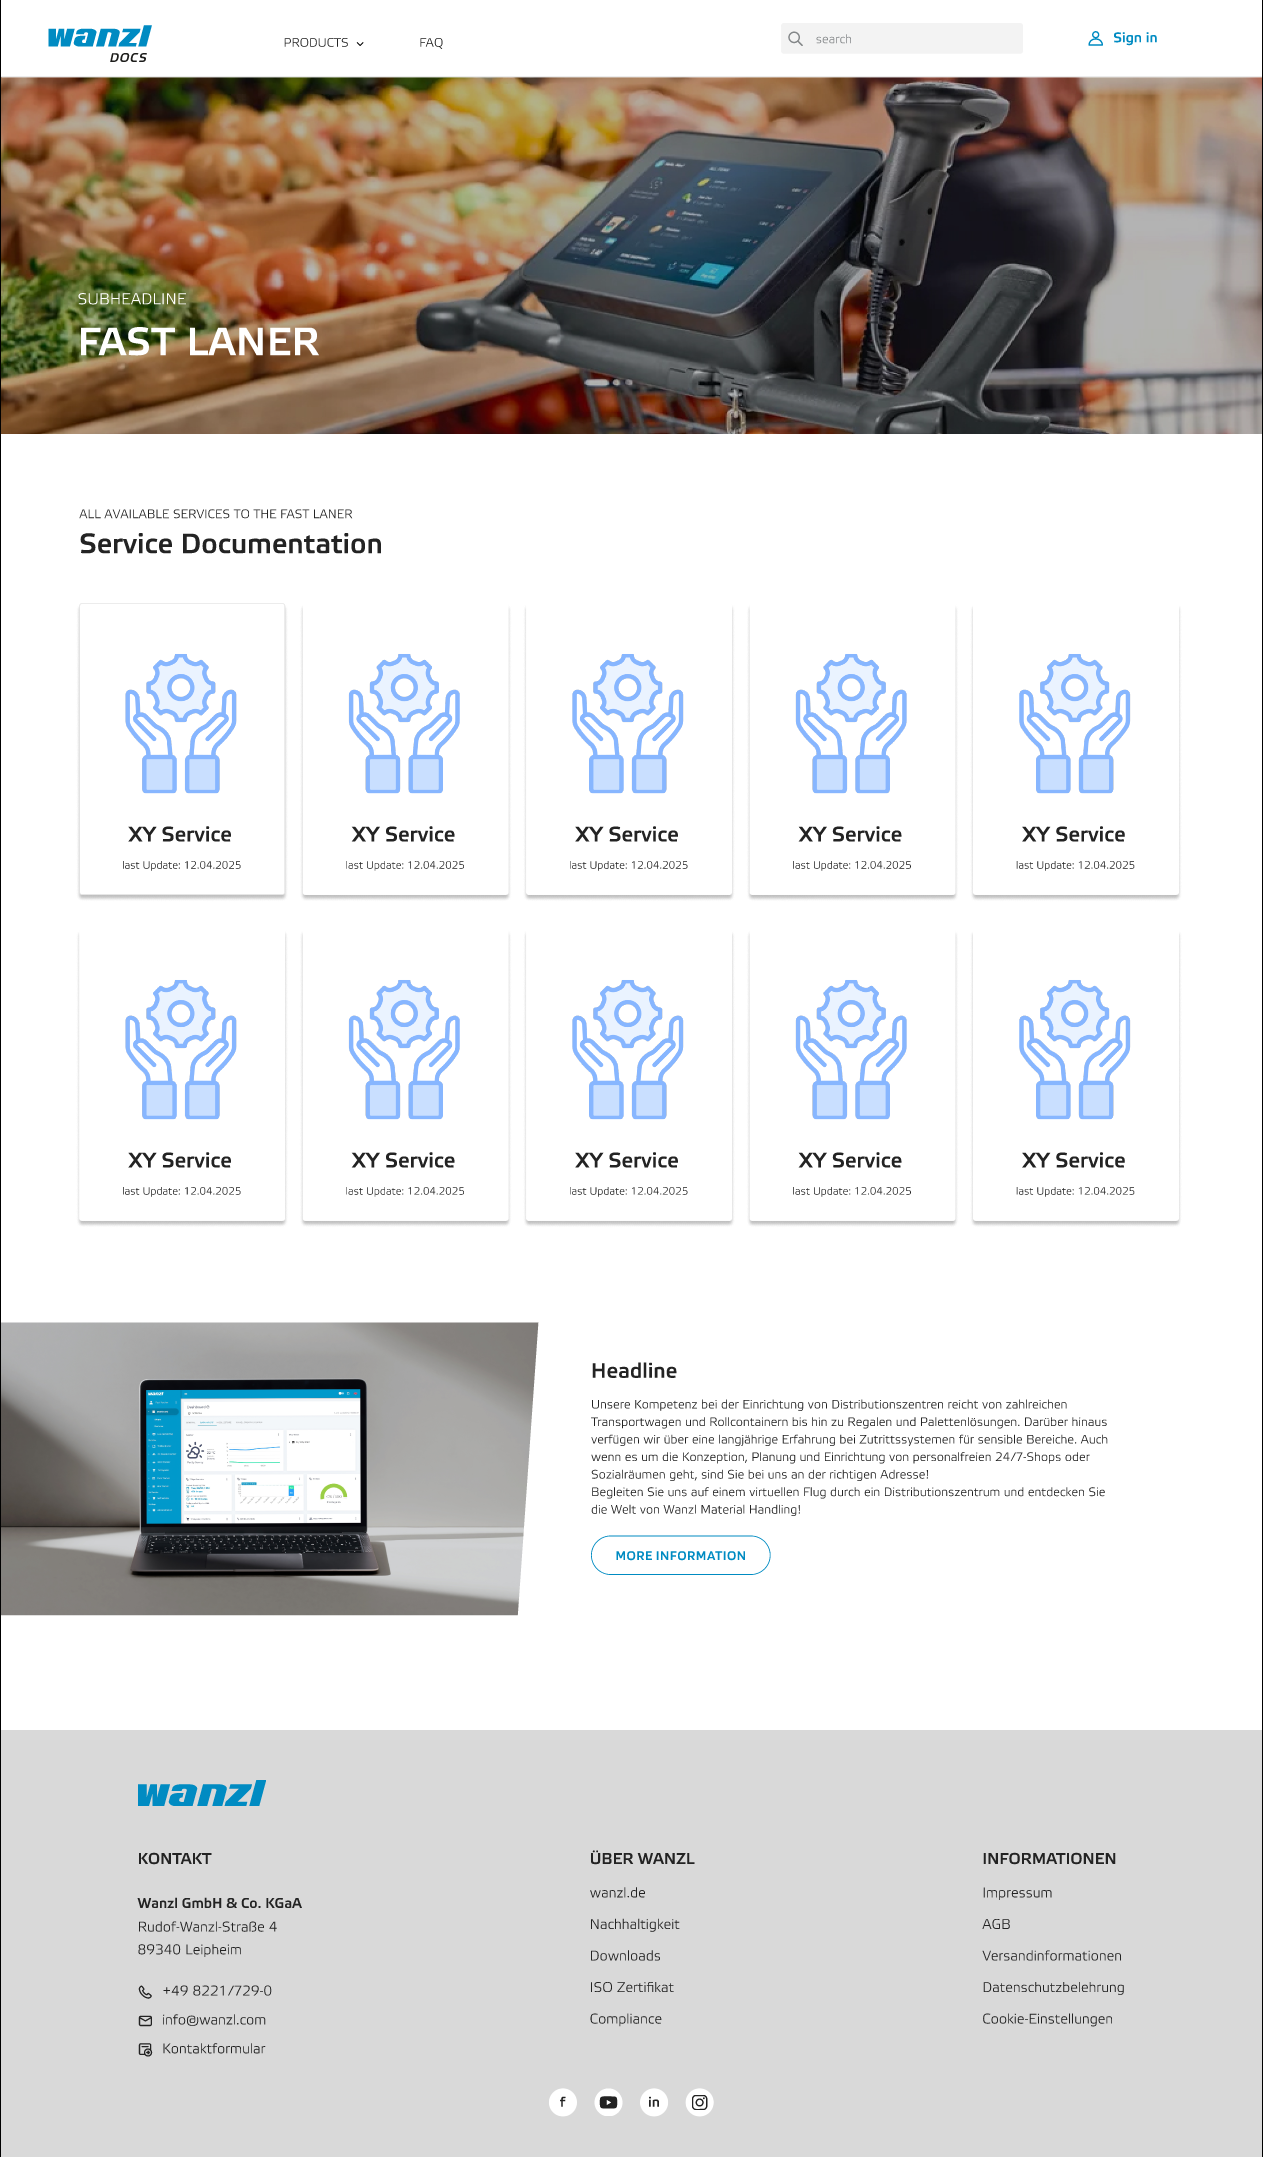 wanzl
DOCS
PRODUCTS
FAQ
search
Sign in
SUBHEADLINE
FAST LANER
ALL AVAILABLE SERVICES TO THE FAST LANER
Service Documentation
XY Service
last Update: 12.04.2025
XY Service
last Update: 12.04.2025
XY Service
last Update: 12.04.2025
XY Service
last Update: 12.04.2025
XY Service
last Update: 12.04.2025
XY Service
last Update: 12.04.2025
XY Service
last Update: 12.04.2025
XY Service
last Update: 12.04.2025
XY Service
last Update: 12.04.2025
XY Service
last Update: 12.04.2025
Headline
Unsere Kompetenz bei der Einrichtung von Distributionszentren reicht von zahlreichen
Transportwagen und Rollcontainern bis hin zu Regalen und Palettenlösungen. Darüber hinaus
verfügen wir über eine langjährige Erfahrung bei Zutrittssystemen für sensible Bereiche. Auch
wenn es um die Konzeption, Planung und Einrichtung von personalfreien 24/7-Shops oder
Sozialräumen geht, sind Sie bei uns an der richtigen Adresse!
Begleiten Sie uns auf einem virtuellen Flug durch ein Distributionszentrum und entdecken Sie
die Welt von Wanzl Material Handling!
MORE INFORMATION
wanzl
KONTAKT
Wanzl GmbH & Co. KGaA
Rudof-Wanzl-Straße 4
89340 Leipheim
+49 8221/729-0
info@wanzl.com
Kontaktformular
ÜBER WANZL
wanzl.de
Nachhaltigkeit
Downloads
ISO Zertifikat
Compliance
INFORMATIONEN
Impressum
AGB
Versandinformationen
Datenschutzbelehrung
Cookie-Einstellungen
f
in